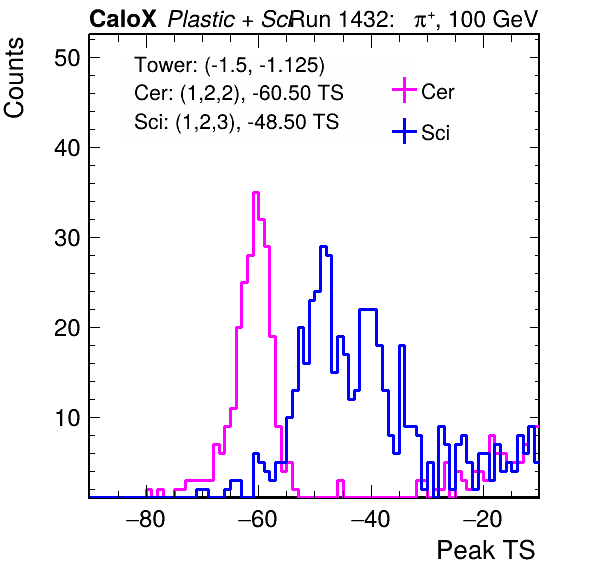 CaloX Plastic + Sci Run 1432: π⁺, 100 GeV
Counts
Tower: (-1.5, -1.125)
Cer: (1,2,2), -60.50 TS
Sci: (1,2,3), -48.50 TS
Cer
Sci
50
40
30
20
10
−80 −60 −40 −20
Peak TS